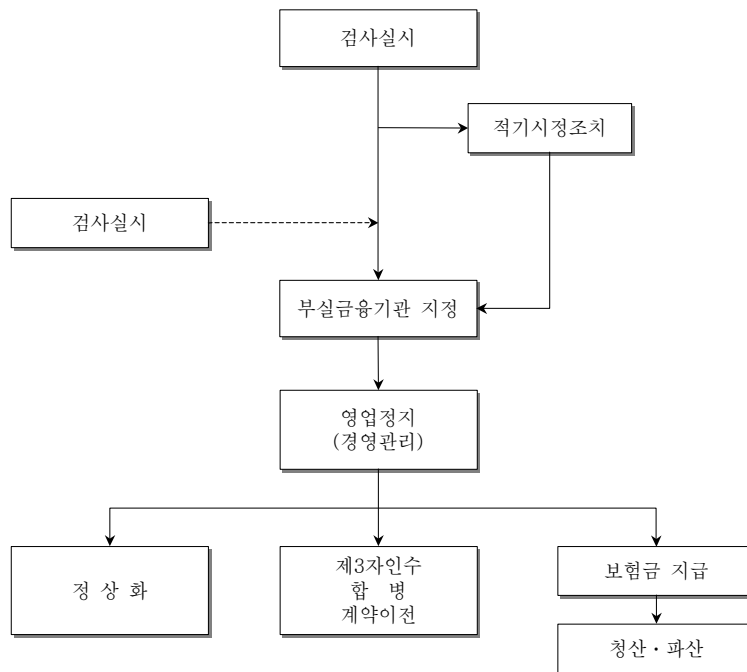 검사실시
적기시정조치
검사실시
부실금융기관 지정
영업정지
(경영관리)
정 상 화
제3자인수
합 병
계약이전
보험금 지급
청산·파산